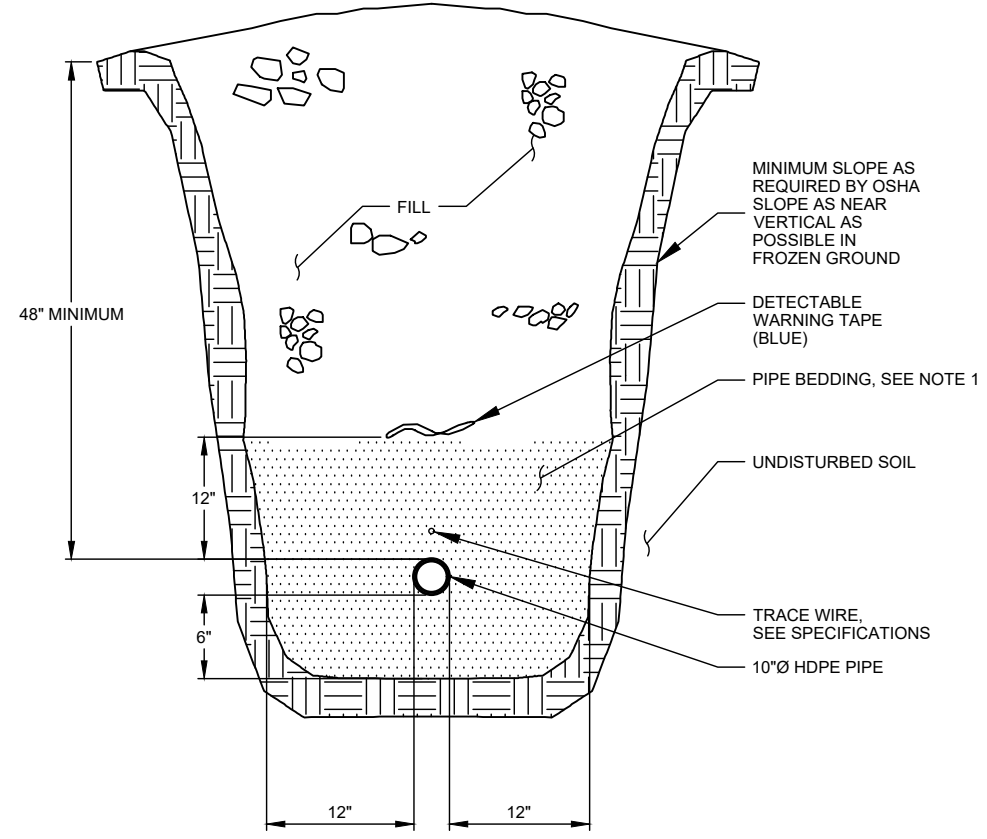 MINIMUM SLOPE AS
REQUIRED BY OSHA
SLOPE AS NEAR
VERTICAL AS
POSSIBLE IN
FROZEN GROUND
FILL
48" MINIMUM
DETECTABLE
WARNING TAPE
(BLUE)
PIPE BEDDING, SEE NOTE 1
UNDISTURBED SOIL
12"
TRACE WIRE,
SEE SPECIFICATIONS
6"
10"Ø HDPE PIPE
12"
12"